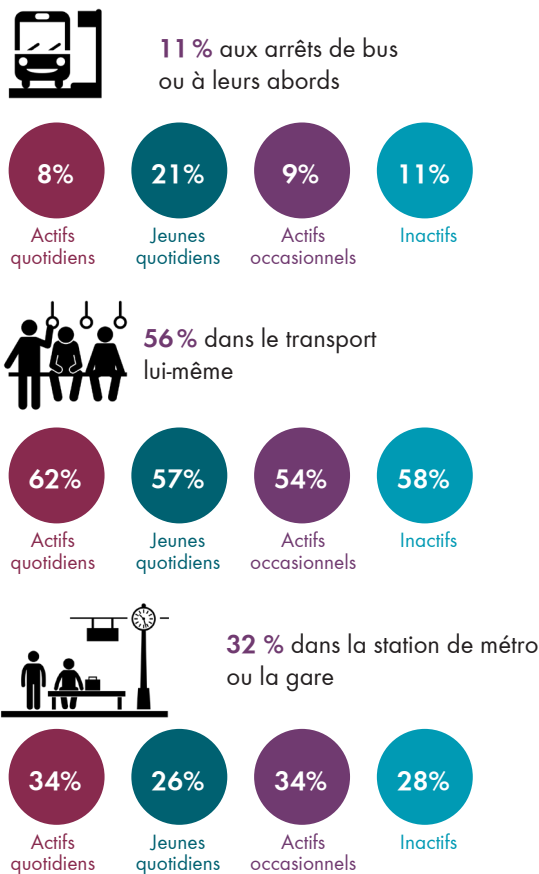 11 % aux arrêts de bus
ou à leurs abords
8% 21% 9% 11%
Actifs Jeunes Actifs Inactifs
quotidiens quotidiens occasionnels
56 % dans le transport
lui-même
62% 57% 54% 58%
Actifs Jeunes Actifs Inactifs
quotidiens quotidiens occasionnels
32 % dans la station de métro
ou la gare
34% 26% 34% 28%
Actifs Jeunes Actifs Inactifs
quotidiens quotidiens occasionnels